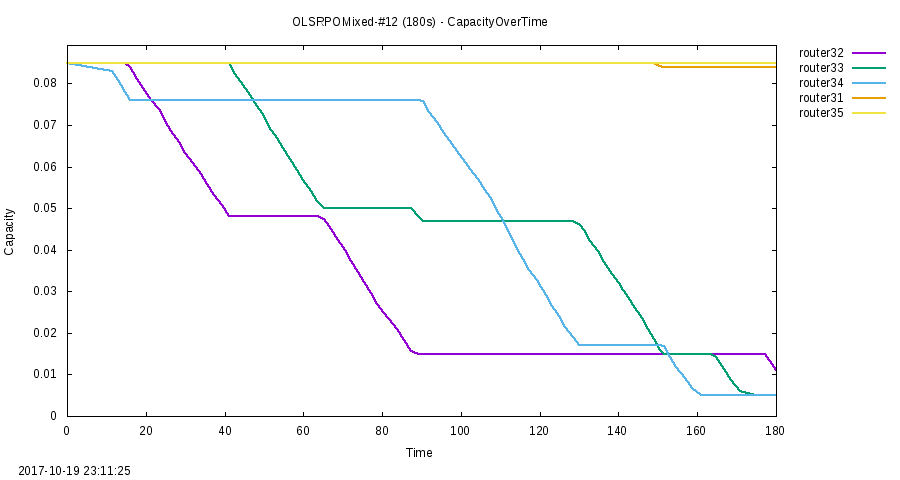 OLSRPOMixed-#12 (180s) - CapacityOverTime
router32
router33
router34
router31
router35
0.08
0.07
0.06
0.05
0.04
0.03
0.02
0.01
0
Capacity
0 20 40 60 80 100 120 140 160 180
Time
2017-10-19 23:11:25